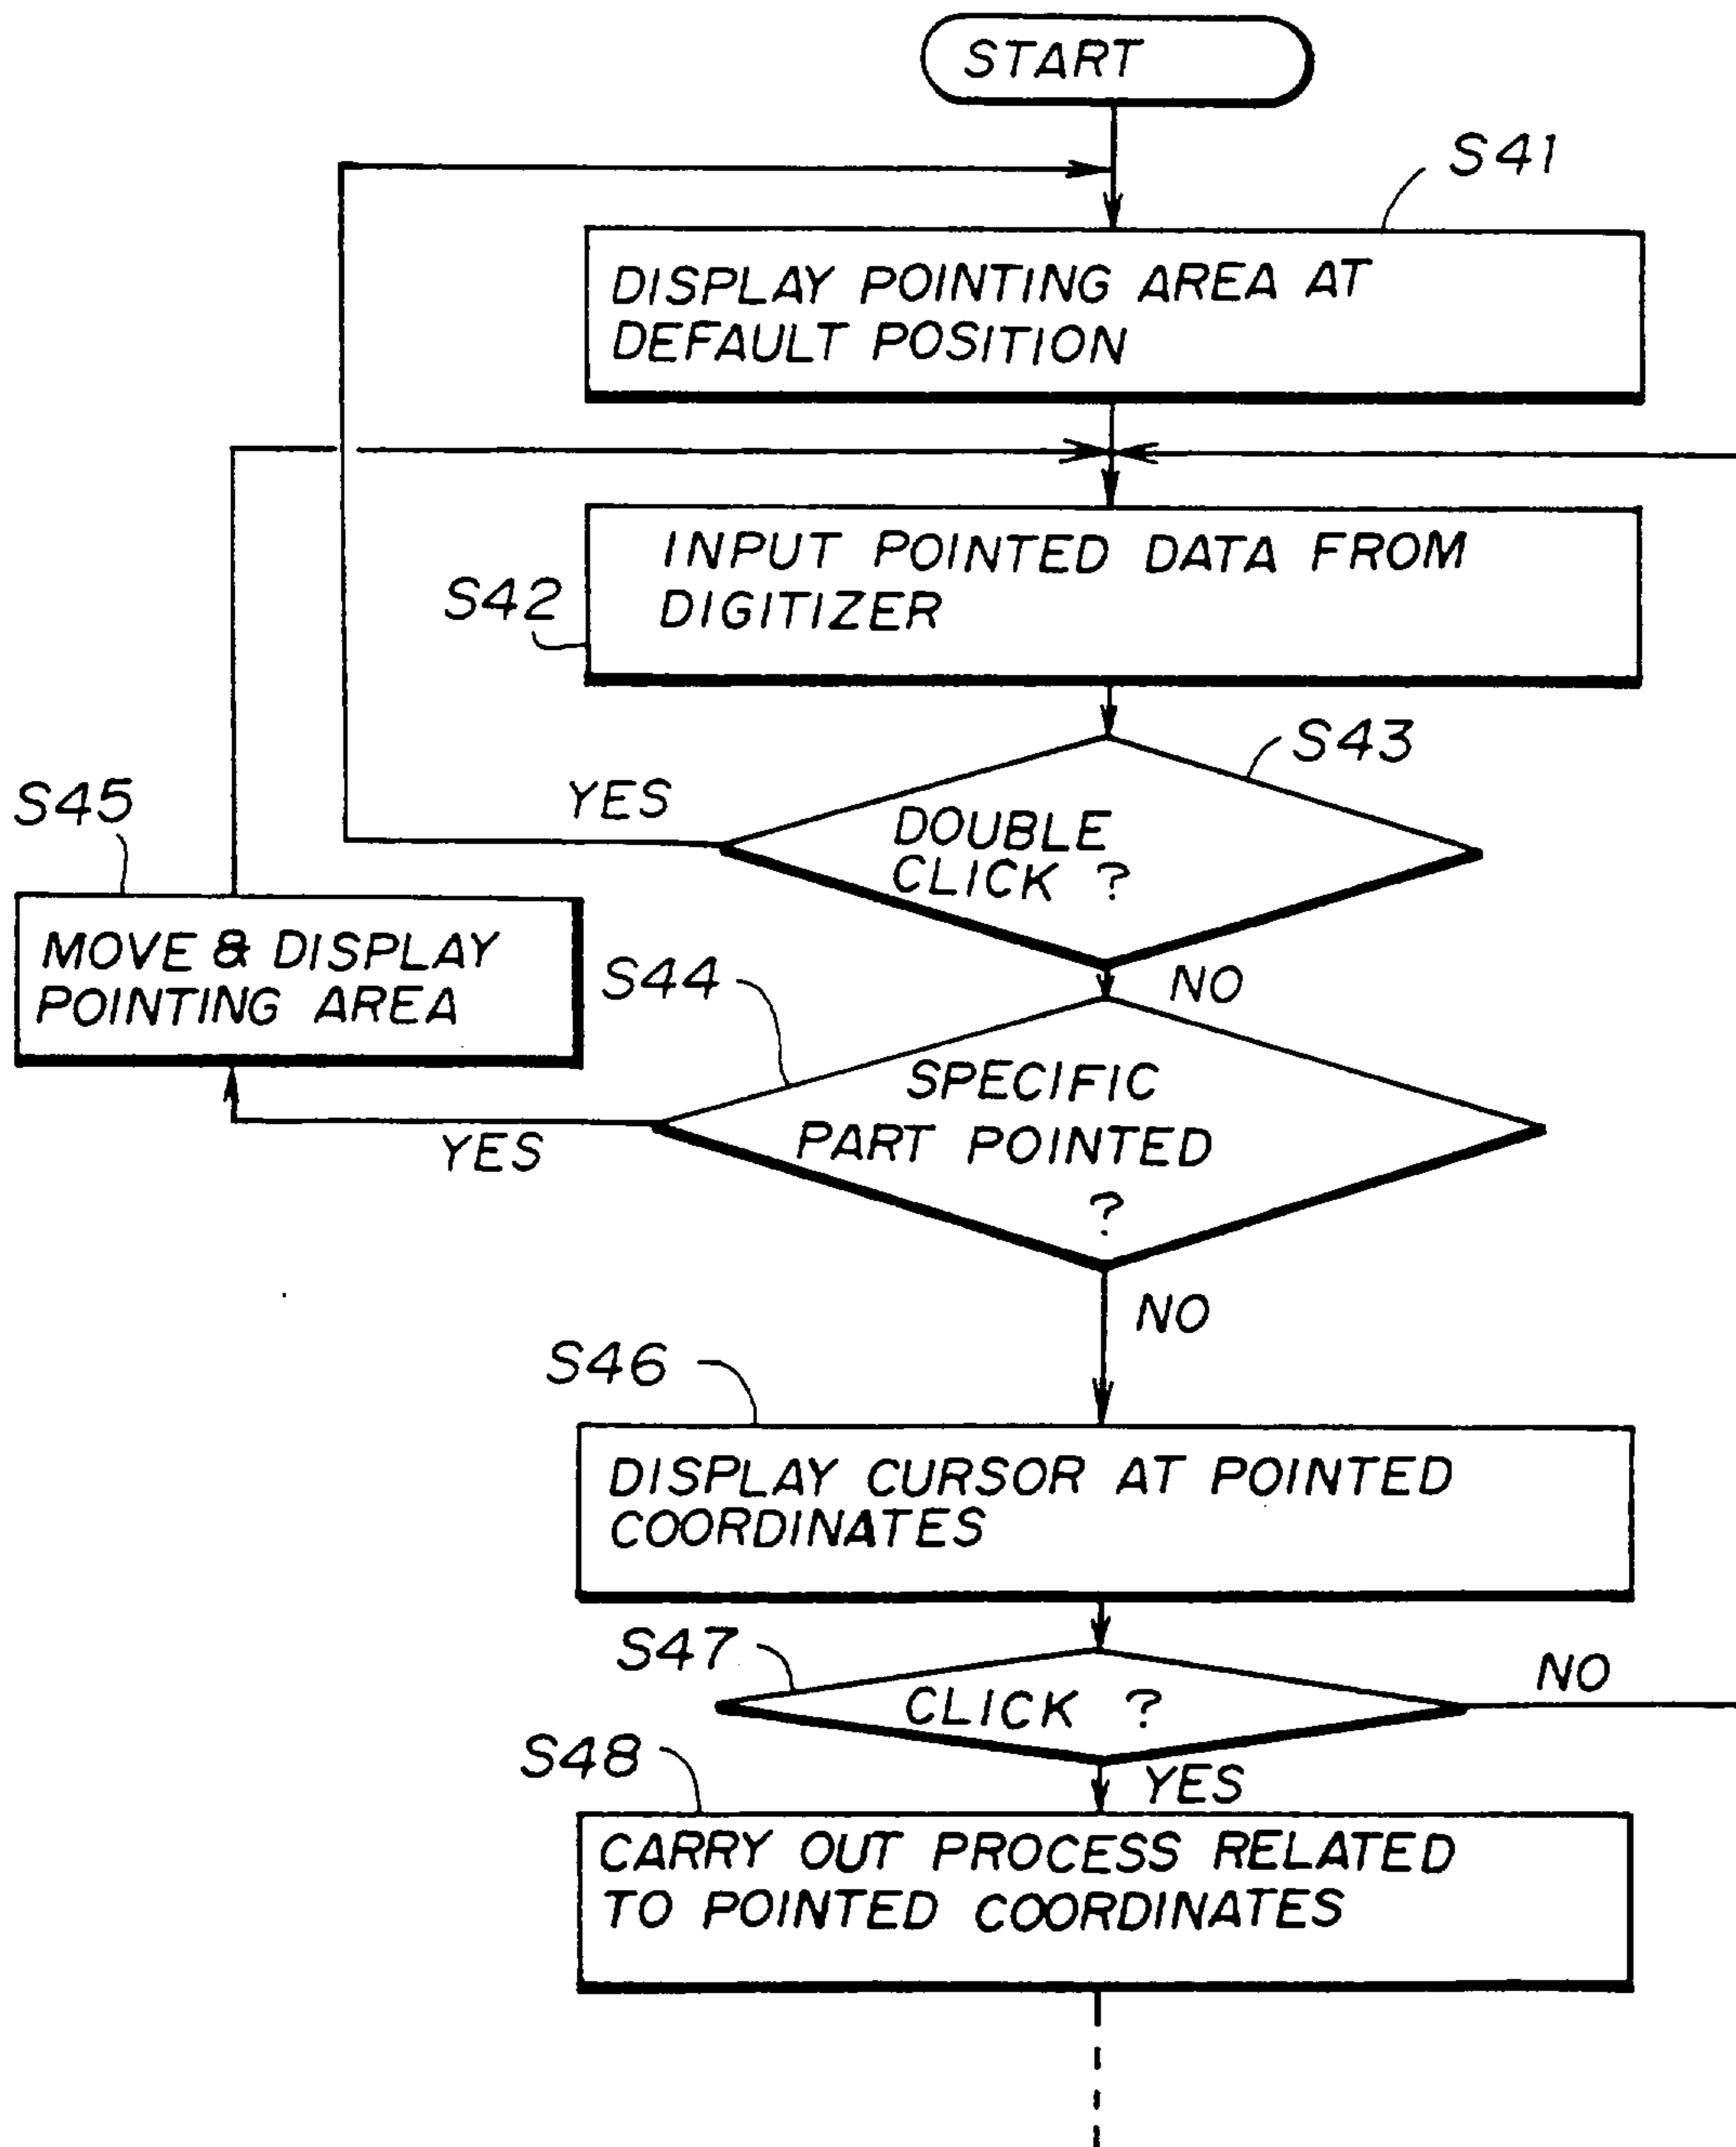 START
S41
DISPLAY POINTING AREA AT
DEFAULT POSITION
INPUT POINTED DATA FROM
DIGITIZER
S42
S43
YES
DOUBLE
CLICK ?
S45
MOVE & DISPLAY
POINTING AREA
S44
NO
SPECIFIC
PART POINTED
?
YES
NO
S46
DISPLAY CURSOR AT POINTED
COORDINATES
S47
CLICK ?
NO
S48
YES
CARRY OUT PROCESS RELATED
TO POINTED COORDINATES